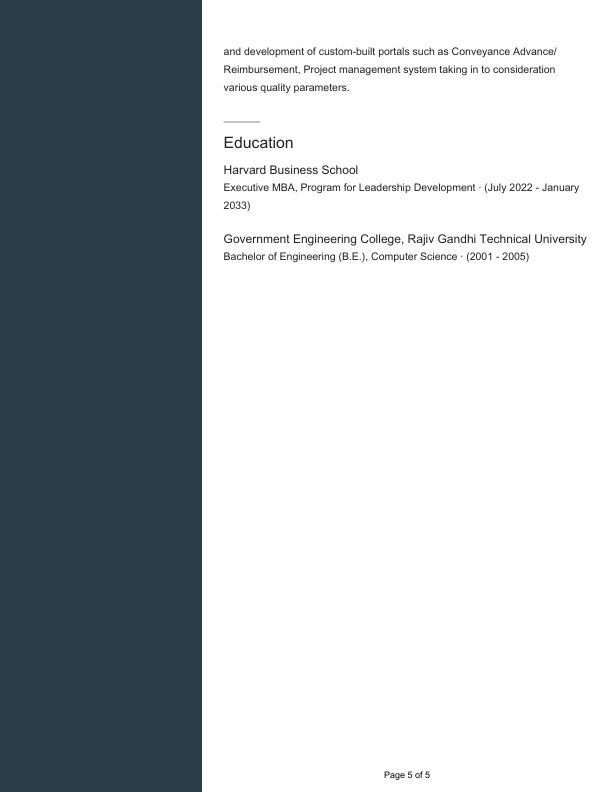 and development of custom-built portals such as Conveyance Advance/
Reimbursement, Project management system taking in to consideration
various quality parameters.
Education
Harvard Business School
Executive MBA, Program for Leadership Development · (July 2022 - January
2033)
Government Engineering College, Rajiv Gandhi Technical University
Bachelor of Engineering (B.E.), Computer Science · (2001 - 2005)
Page 5 of 5